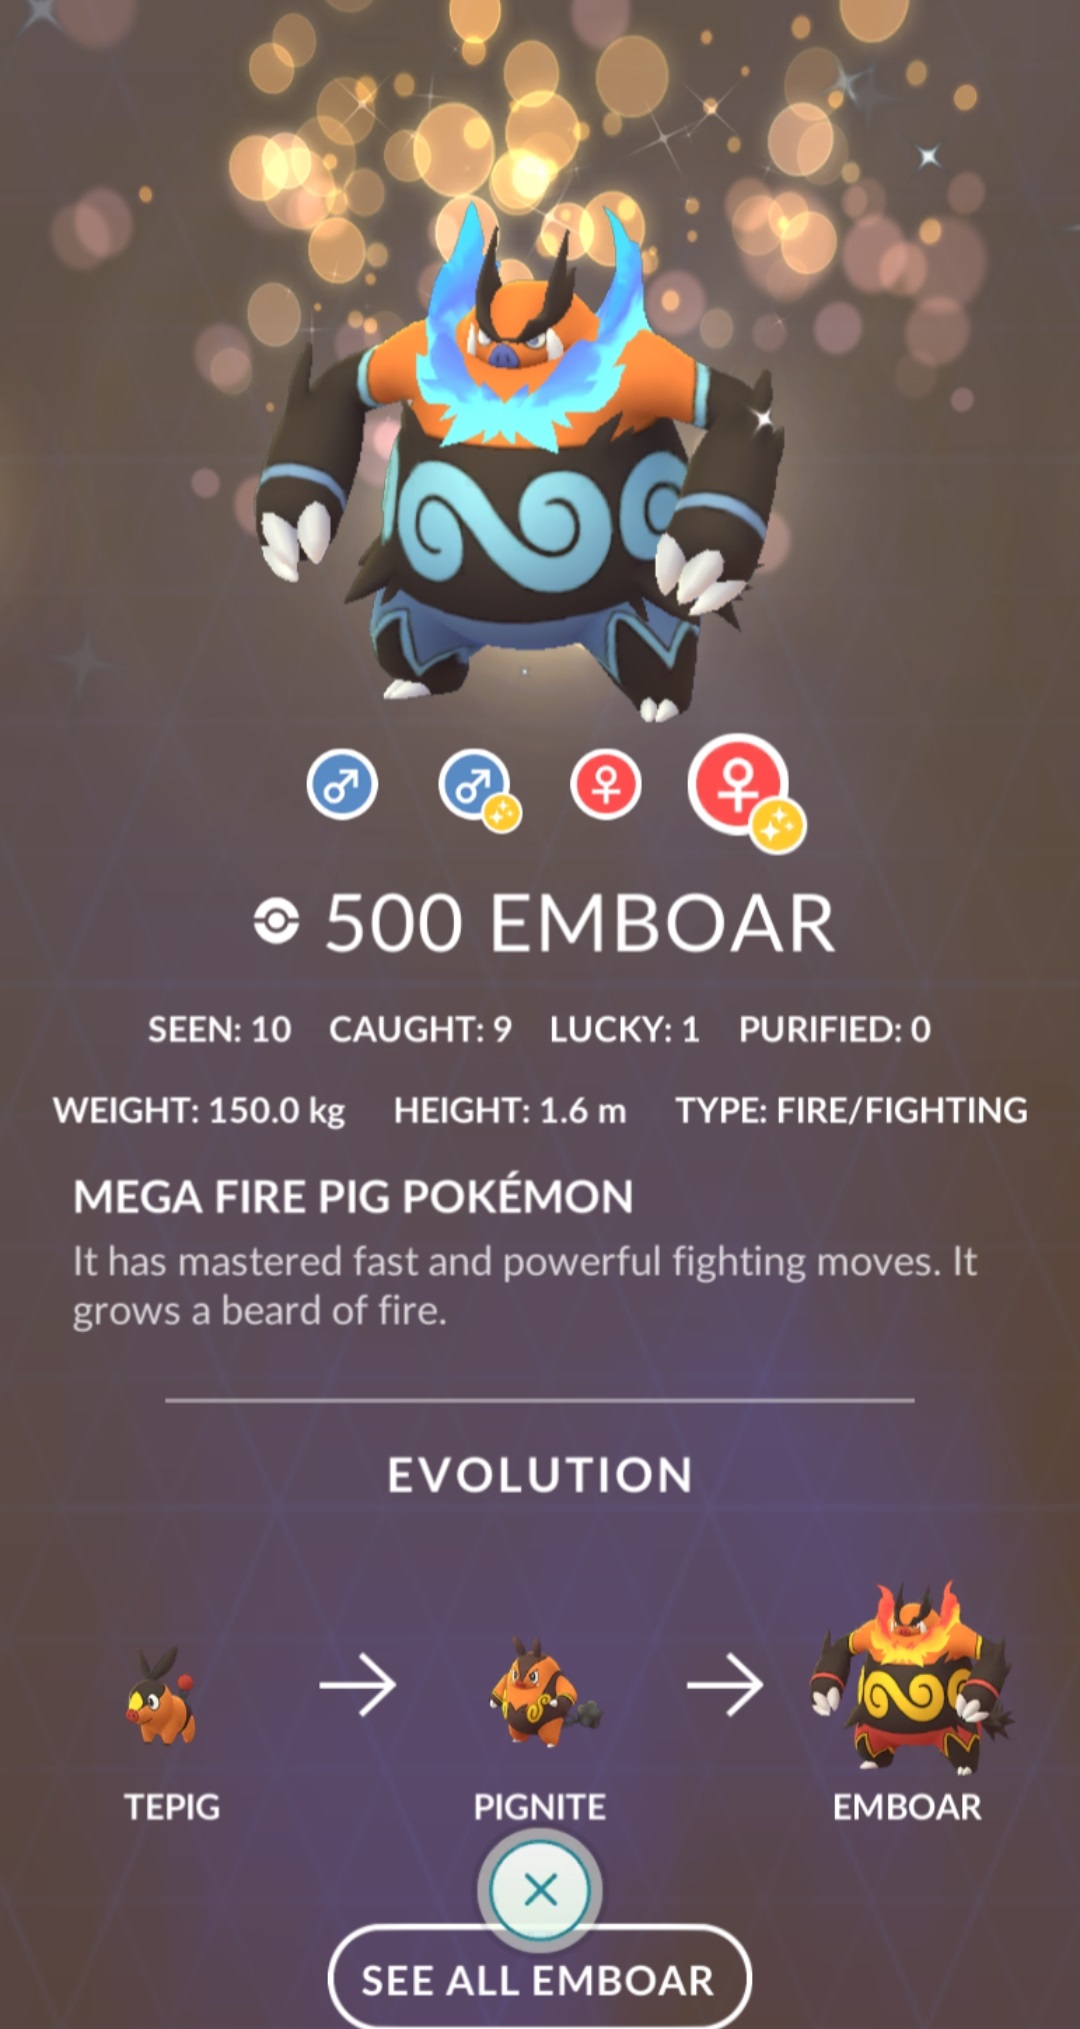 500 EMBOAR
SEEN: 10 CAUGHT: 9 LUCKY: 1 PURIFIED: 0
WEIGHT: 150.0 kg HEIGHT: 1.6 m TYPE: FIRE/FIGHTING
MEGA FIRE PIG POKÉMON
It has mastered fast and powerful fighting moves. It
grows a beard of fire.
EVOLUTION
TEPIG PIGNITE EMBOAR
SEE ALL EMBOAR